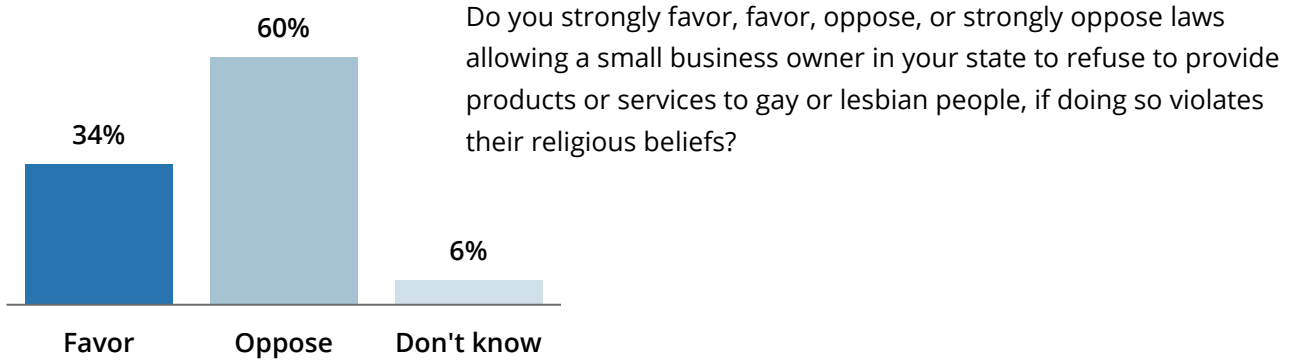 60%
34%
6%
Favor
Oppose
Don't know
Do you strongly favor, favor, oppose, or strongly oppose laws
allowing a small business owner in your state to refuse to provide
products or services to gay or lesbian people, if doing so violates
their religious beliefs?